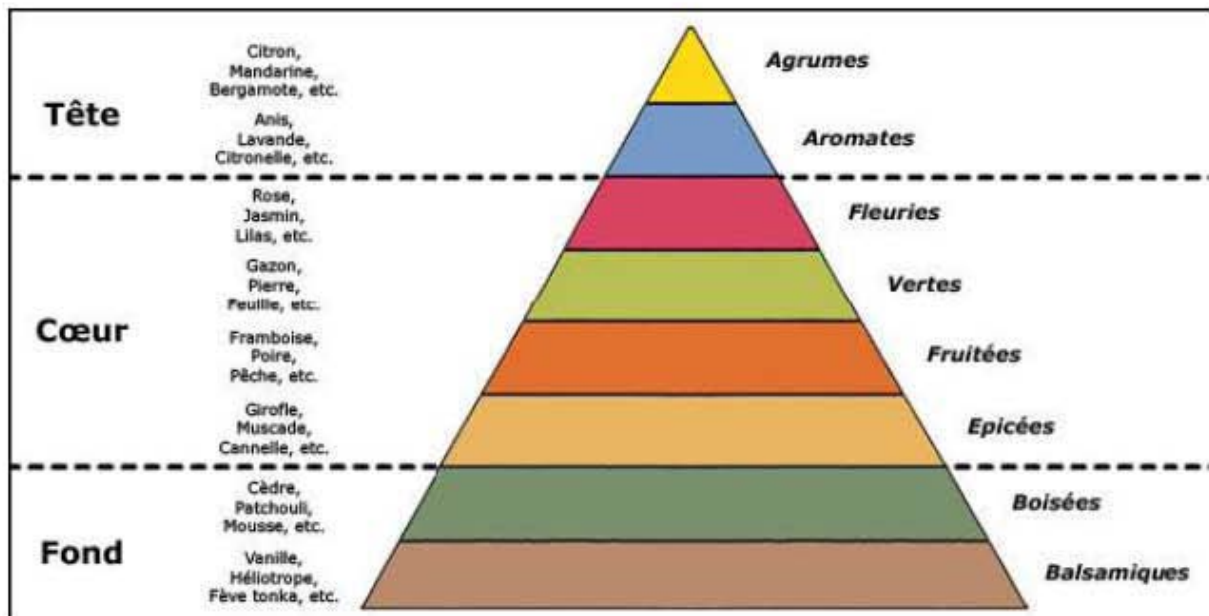 Citron,
Mandarine,
Bergamote, etc.
Agrumes
Tête
Anis,
Lavande,
Citronelle, etc.
Aromates
Rose,
Jasmin,
Lilas, etc.
Fleuries
Gazon,
Pierre,
Feuille, etc.
Vertes
Cœur
Framboise,
Poire,
Pêche, etc.
Fruitées
Girofle,
Muscade,
Cannelle, etc.
Epicées
Cèdre,
Patchouli,
Mousse, etc.
Boisées
Fond
Vanille,
Héliotrope,
Fève tonka, etc.
Balsamiques